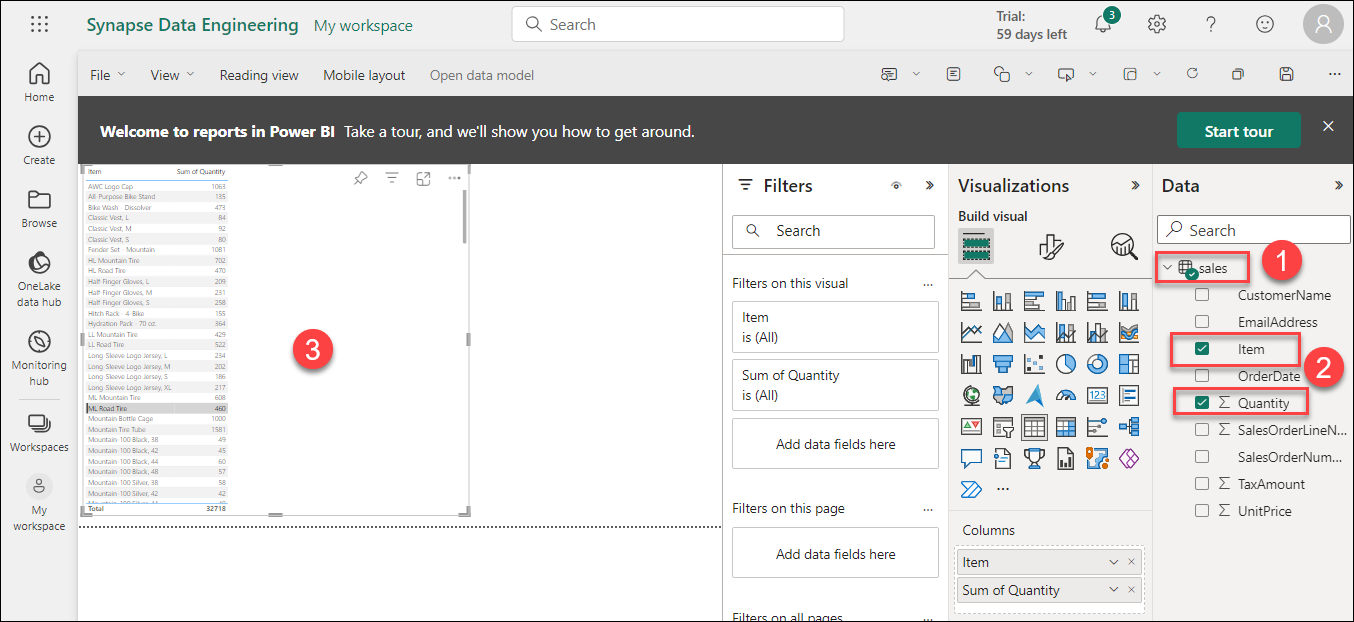 Synapse Data Engineering My workspace
Search
Trial:
59 days left
3
Home
Create
Browse
OneLake
data hub
Monitoring
hub
Workspaces
My
workspace
File View Reading view Mobile layout Open data model
Welcome to reports in Power BI Take a tour, and we'll show you how to get around.
Start tour
Item Sum of Quantity
AWC Logo Cap 1063
All-Purpose Bike Stand 135
Bike Wash - Dissolver 473
Classic Vest, L 84
Classic Vest, M 92
Classic Vest, S 80
Fender Set - Mountain 1081
HL Mountain Tire 702
HL Road Tire 470
Half-Finger Gloves, L 209
Half-Finger Gloves, M 231
Half-Finger Gloves, S 258
Hitch Rack - 4-Bike 155
Hydration Pack - 70 oz. 364
LL Mountain Tire 429
LL Road Tire 522
Long-Sleeve Logo Jersey, L 234
Long-Sleeve Logo Jersey, M 202
Long-Sleeve Logo Jersey, S 186
Long-Sleeve Logo Jersey, XL 217
ML Mountain Tire 608
ML Road Tire 460
Mountain Bottle Cage 1000
Mountain Tire Tube 1581
Mountain-100 Black, 38 49
Mountain-100 Black, 42 45
Mountain-100 Black, 44 60
Mountain-100 Black, 48 57
Mountain-100 Silver, 38 58
Mountain-100 Silver, 42 42
Total 32718
3
Filters
Search
Filters on this visual
Item
is (All)
Sum of Quantity
is (All)
Add data fields here
Filters on this page
Add data fields here
Filters on all pages
Visualizations
Build visual
123
Columns
Item
Sum of Quantity
Data
Search
sales
1
CustomerName
EmailAddress
Item
2
OrderDate
Σ Quantity
Σ SalesOrderLineN...
SalesOrderNum...
Σ TaxAmount
Σ UnitPrice